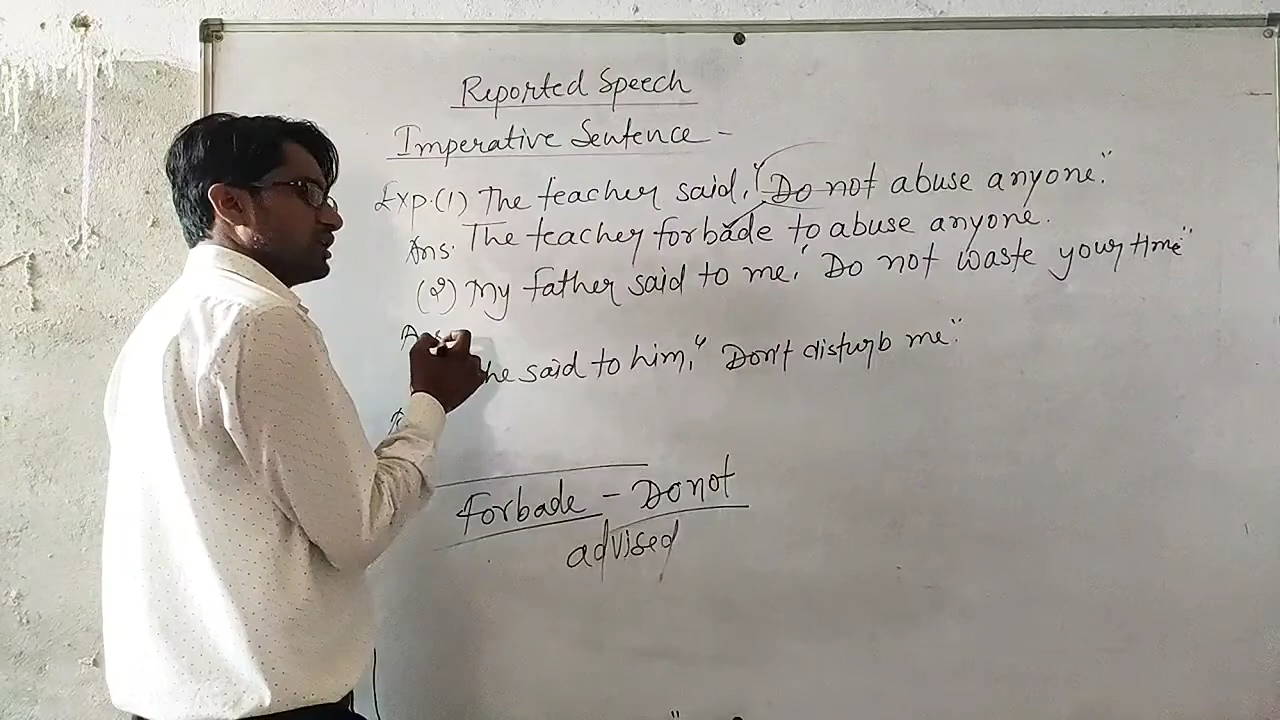 Reported Speech
Imperative Sentence -
Exp.(1) The teacher said, "Do not abuse anyone."
Ans. The teacher forbade to abuse anyone.
(2) My father said to me, "Do not waste your time"
he said to him, "Don't disturb me."
Forbade - Do not
advised